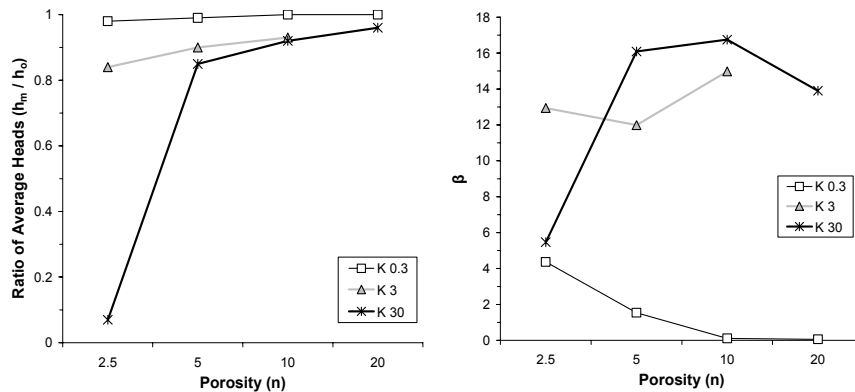 Ratio of Average Heads (hm / ho)
1
0.8
0.6
0.4
0.2
0
2.5 5 10 20
Porosity (n)
K 0.3
K 3
K 30
β
18
16
14
12
10
8
6
4
2
0
2.5 5 10 20
Porosity (n)
K 0.3
K 3
K 30